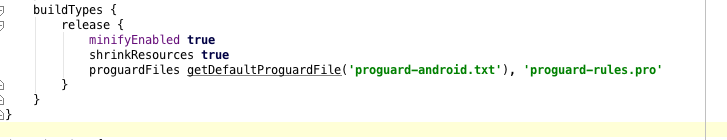 buildTypes {
release {
minifyEnabled true
shrinkResources true
proguardFiles getDefaultProguardFile('proguard-android.txt'), 'proguard-rules.pro'
}
}
}